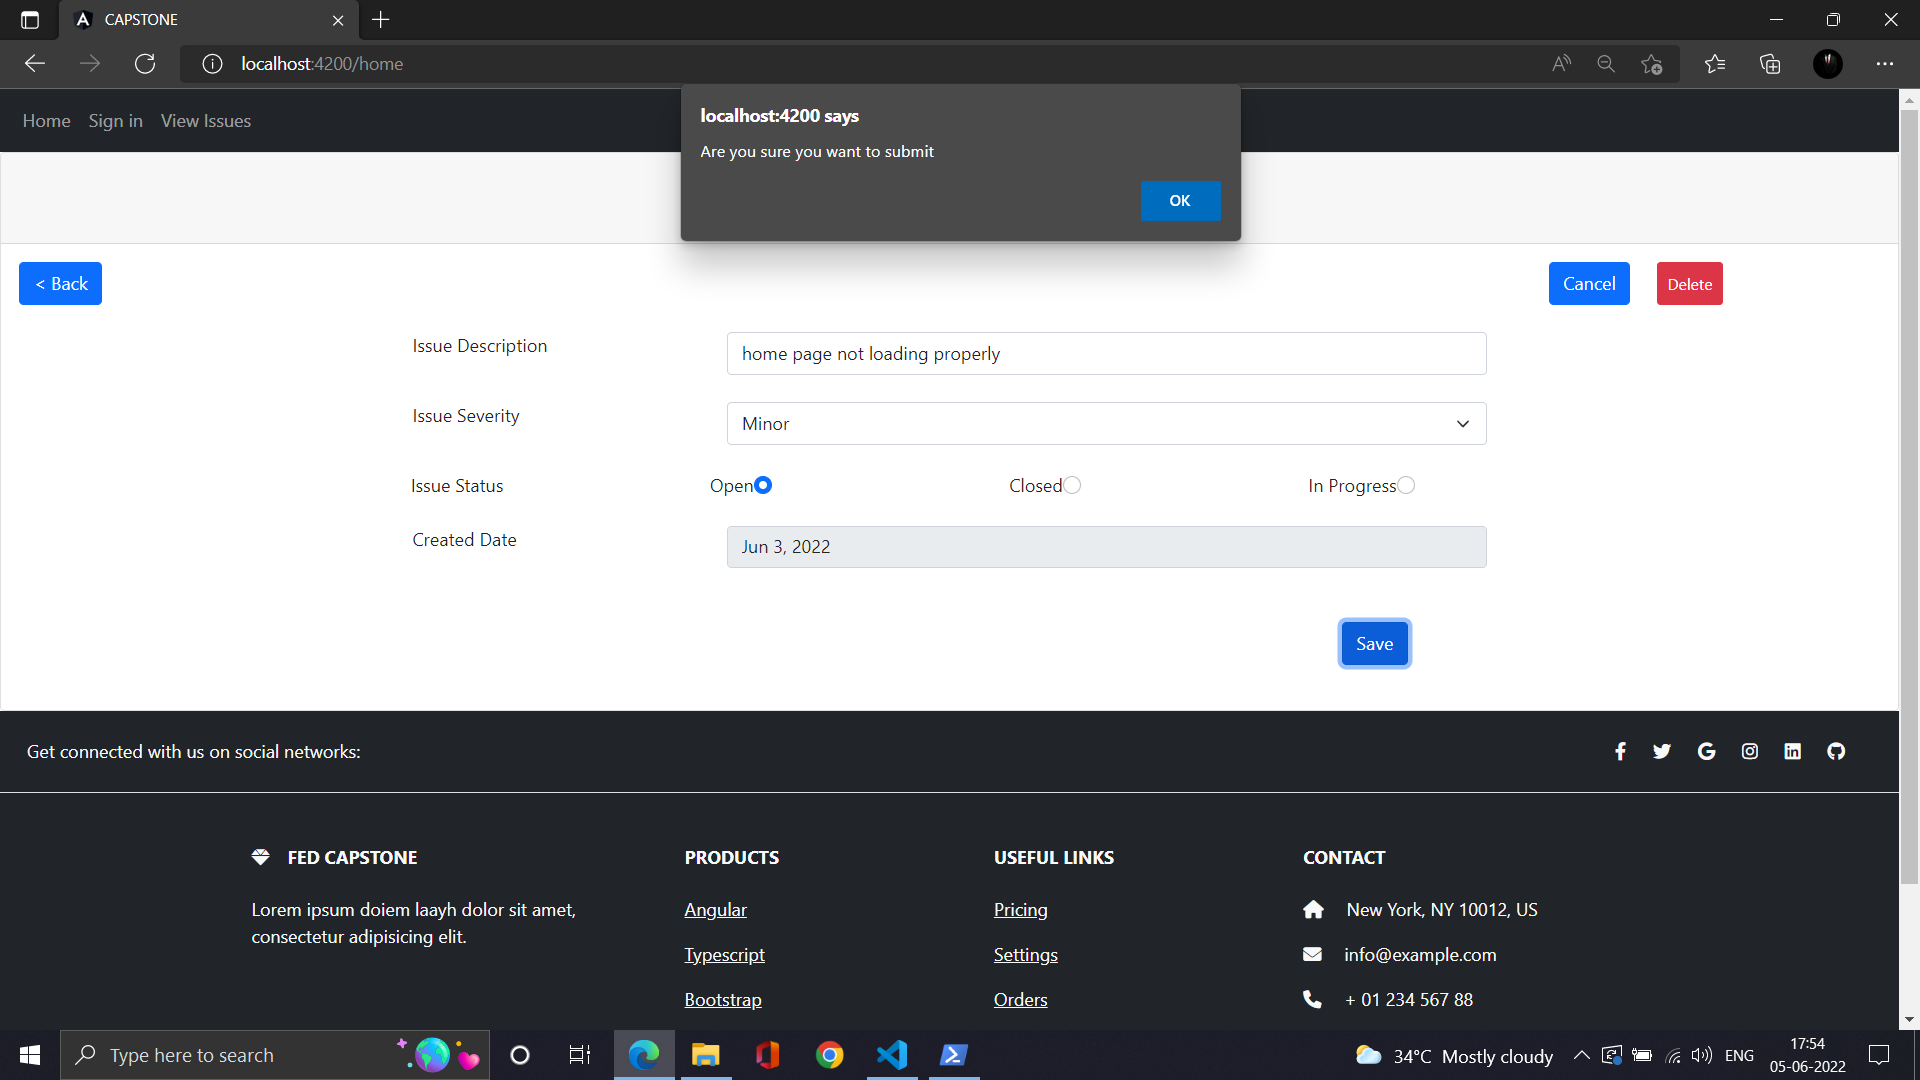 CAPSTONE
localhost:4200/home
Home Sign in View Issues
localhost:4200 says
Are you sure you want to submit
OK
< Back
Cancel
Delete
Issue Description
home page not loading properly
Issue Severity
Minor
Issue Status
Open
Closed
In Progress
Created Date
Jun 3, 2022
Save
Get connected with us on social networks:
FED CAPSTONE
Lorem ipsum doiem laayh dolor sit amet,
consectetur adipisicing elit.
PRODUCTS
Angular
Typescript
Bootstrap
USEFUL LINKS
Pricing
Settings
Orders
CONTACT
New York, NY 10012, US
info@example.com
+ 01 234 567 88
Type here to search
34°C Mostly cloudy
ENG
17:54
05-06-2022